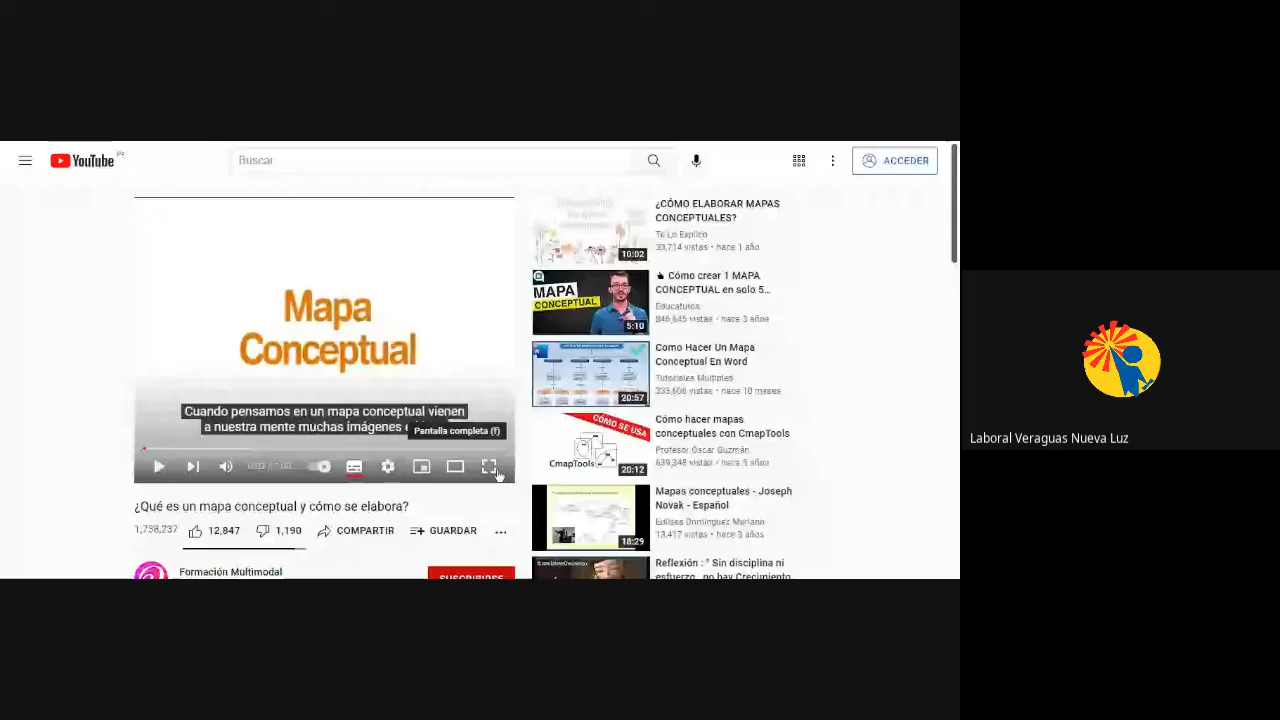 YouTube PE
Buscar
ACCEDER
Mapa
Conceptual
Cuando pensamos en un mapa conceptual vienen
a nuestra mente muchas imágenes
Pantalla completa (f)
¿Qué es un mapa conceptual y cómo se elabora?
1,738,237
12,847
1,190
COMPARTIR
GUARDAR
Formación Multimodal
SUSCRIBIRSE
10:02
¿CÓMO ELABORAR MAPAS
CONCEPTUALES?
Te Lo Explico
33,714 vistas • hace 1 año
MAPA
CONCEPTUAL
5:10
Cómo crear 1 MAPA
CONCEPTUAL en solo 5...
Educatutos
846,645 vistas • hace 3 años
20:57
Como Hacer Un Mapa
Conceptual En Word
Tutoriales Multiples
333,606 vistas • hace 10 meses
CÓMO SE USA
CmapTools
20:12
Cómo hacer mapas
conceptuales con CmapTools
Profesor Oscar Guzmán
639,348 vistas • hace 5 años
18:29
Mapas conceptuales - Joseph
Novak - Español
13,417 vistas • hace 3 años
Reflexión : " Sin disciplina ni
esfuerzo , no hay Crecimiento
Laboral Veraguas Nueva Luz